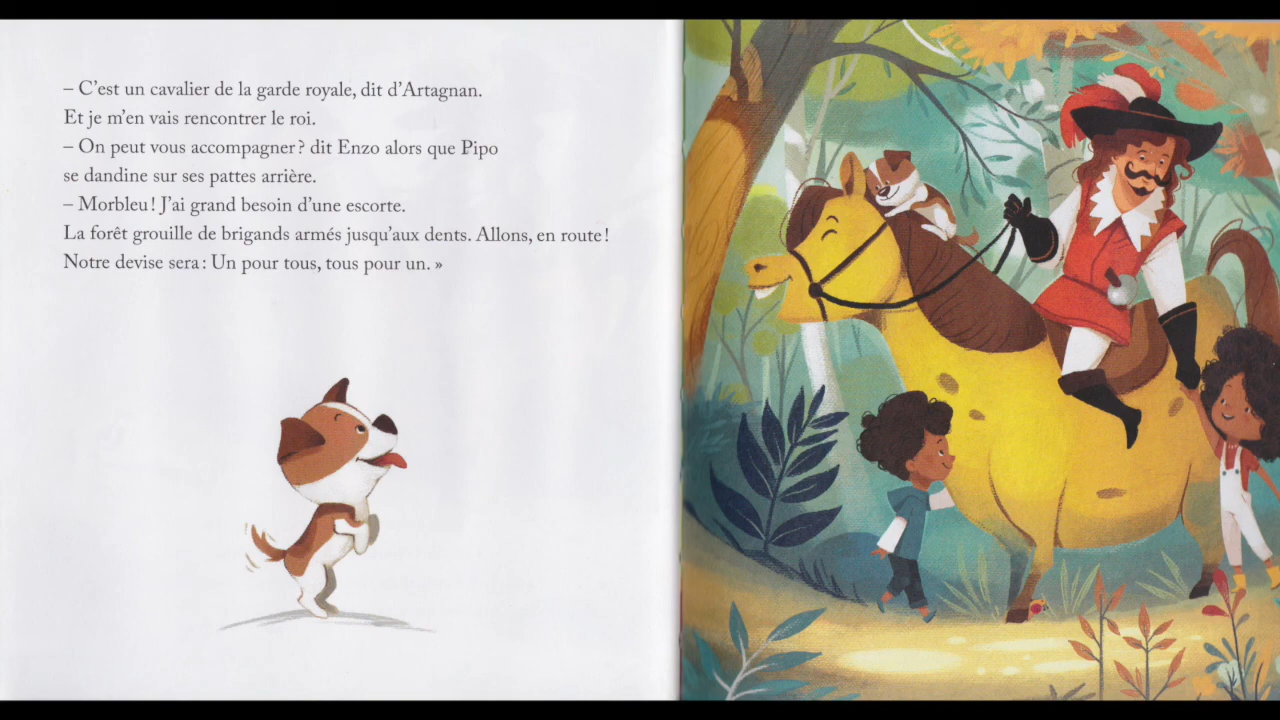 – C’est un cavalier de la garde royale, dit d’Artagnan.
Et je m’en vais rencontrer le roi.
– On peut vous accompagner ? dit Enzo alors que Pipo
se dandine sur ses pattes arrière.
– Morbleu ! J’ai grand besoin d’une escorte.
La forêt grouille de brigands armés jusqu’aux dents. Allons, en route !
Notre devise sera : Un pour tous, tous pour un. »